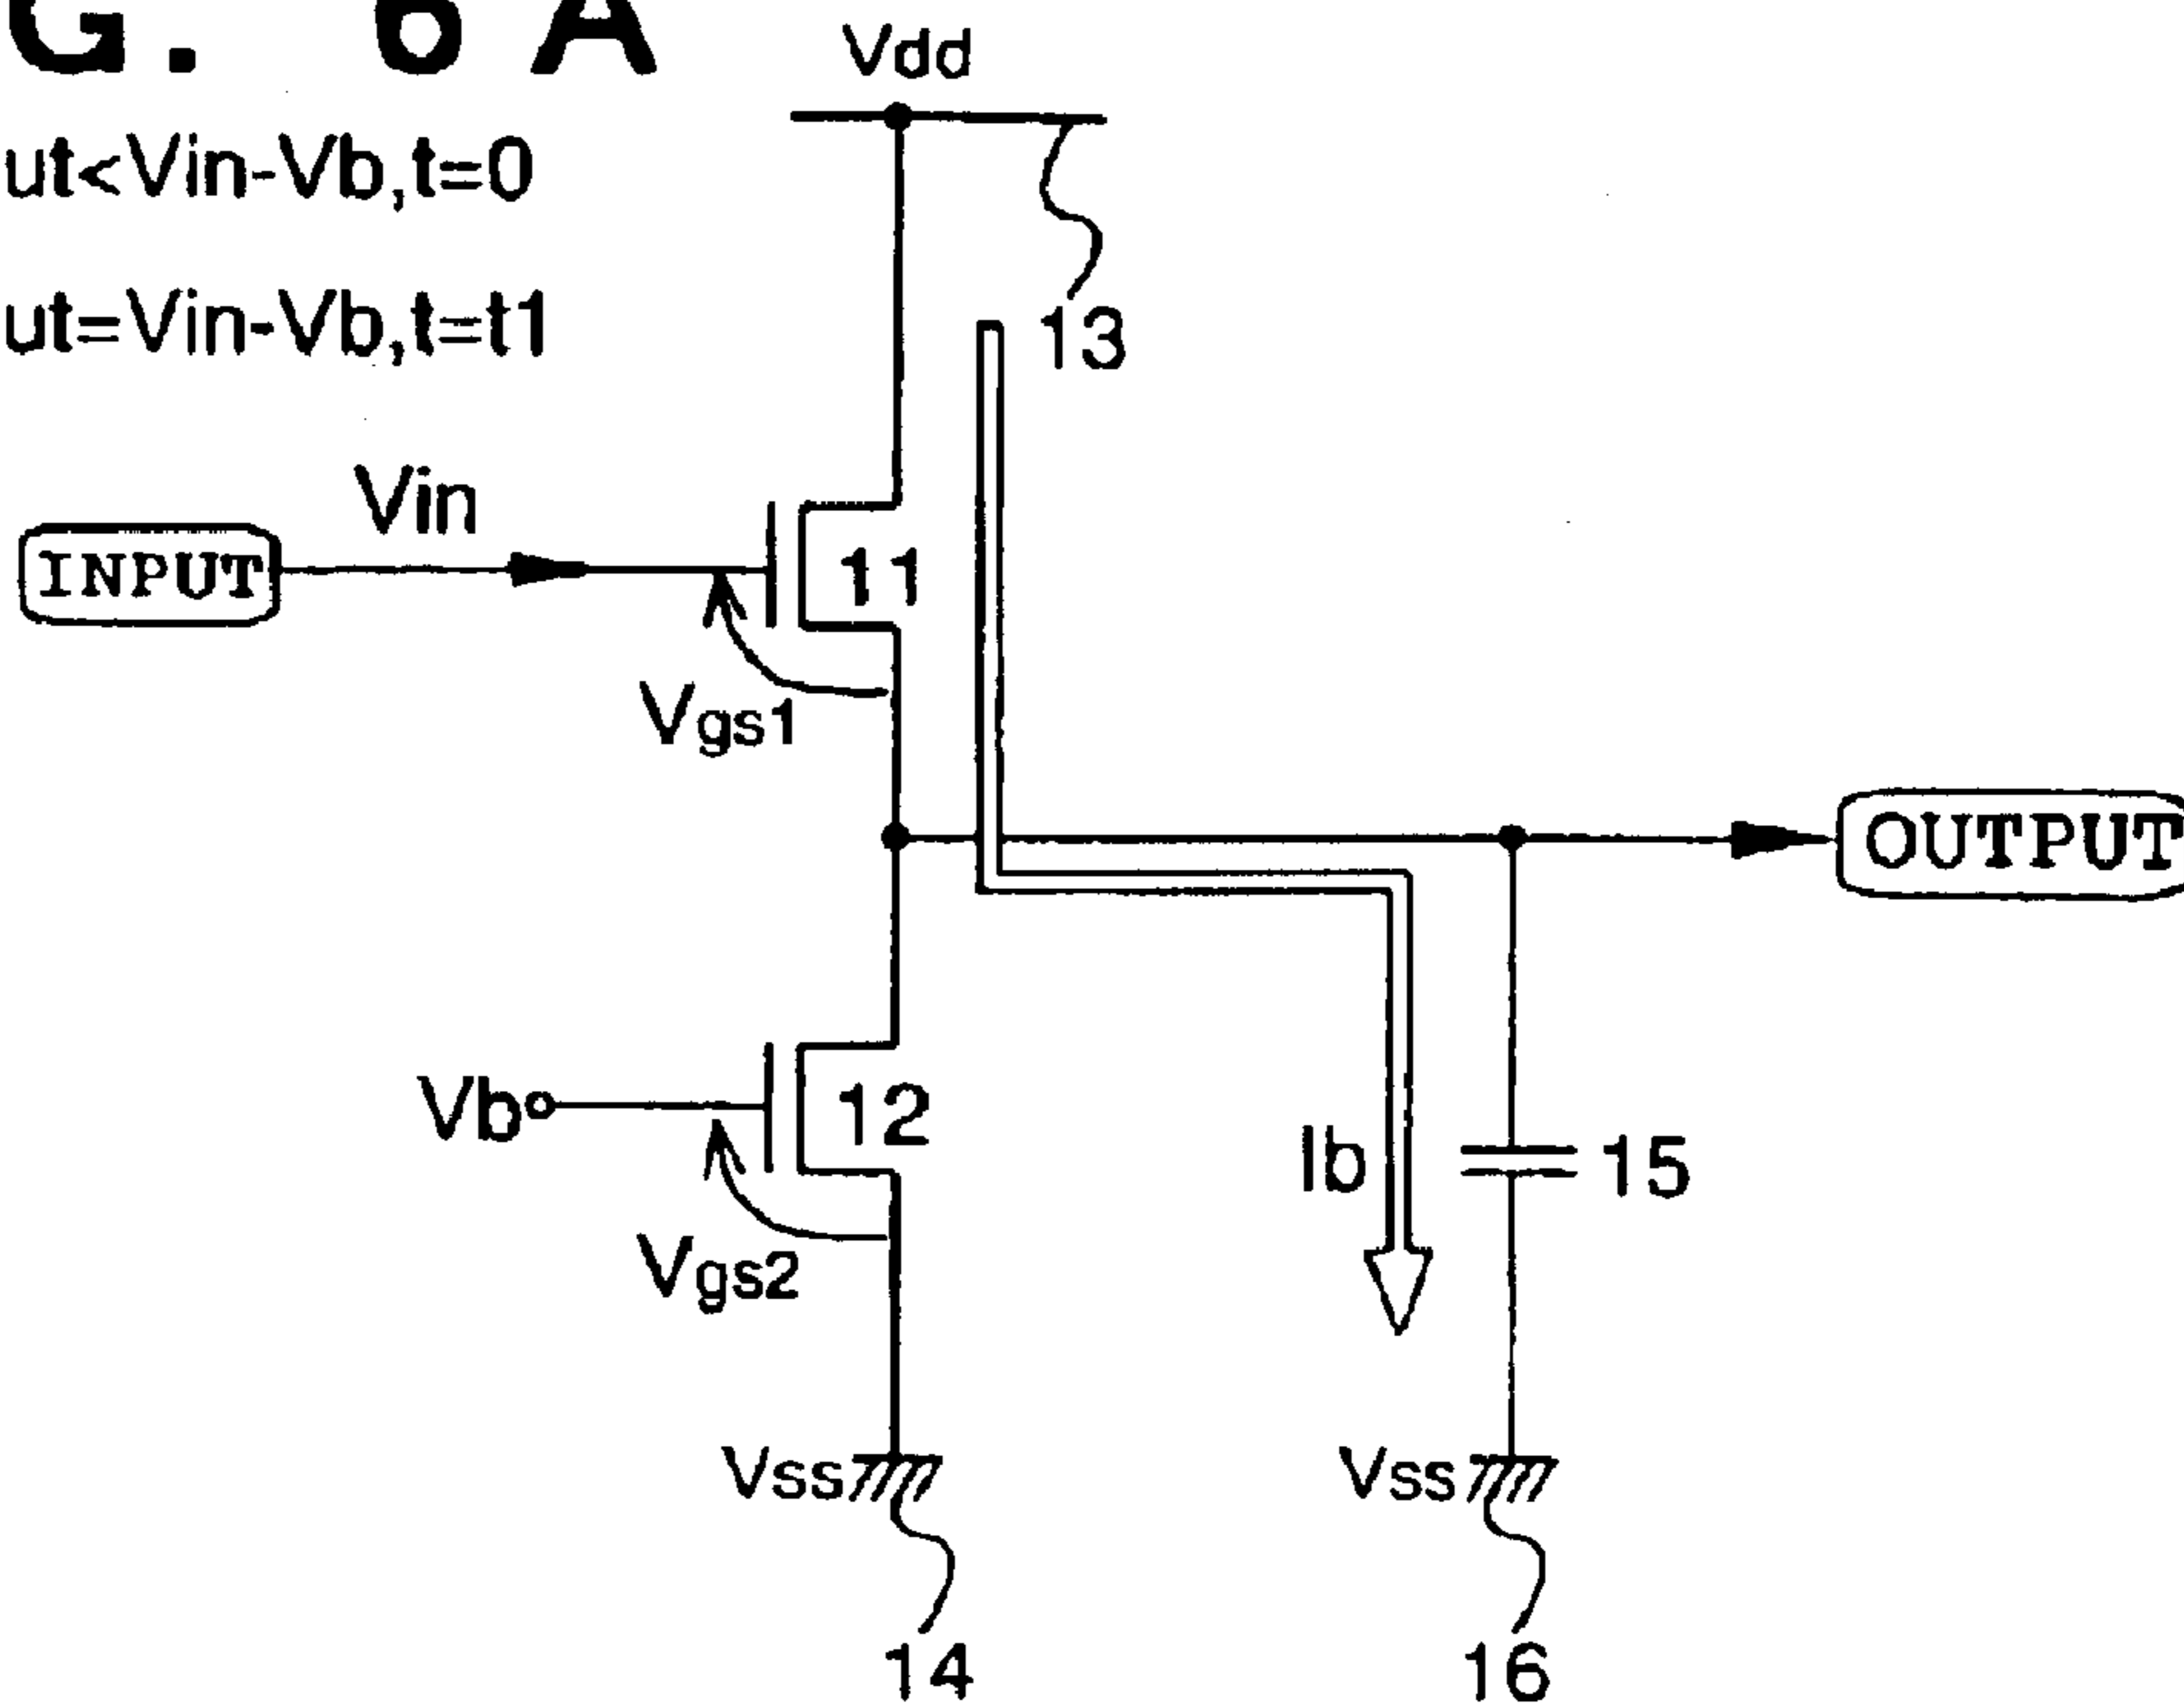 G. 6A
Vdd
ut<Vin-Vb,t=0
ut=Vin-Vb,t=t1
13
Vin
INPUT
11
Vgs1
OUTPUT
Vb
12
Ib
15
Vgs2
Vss
Vss
14
16